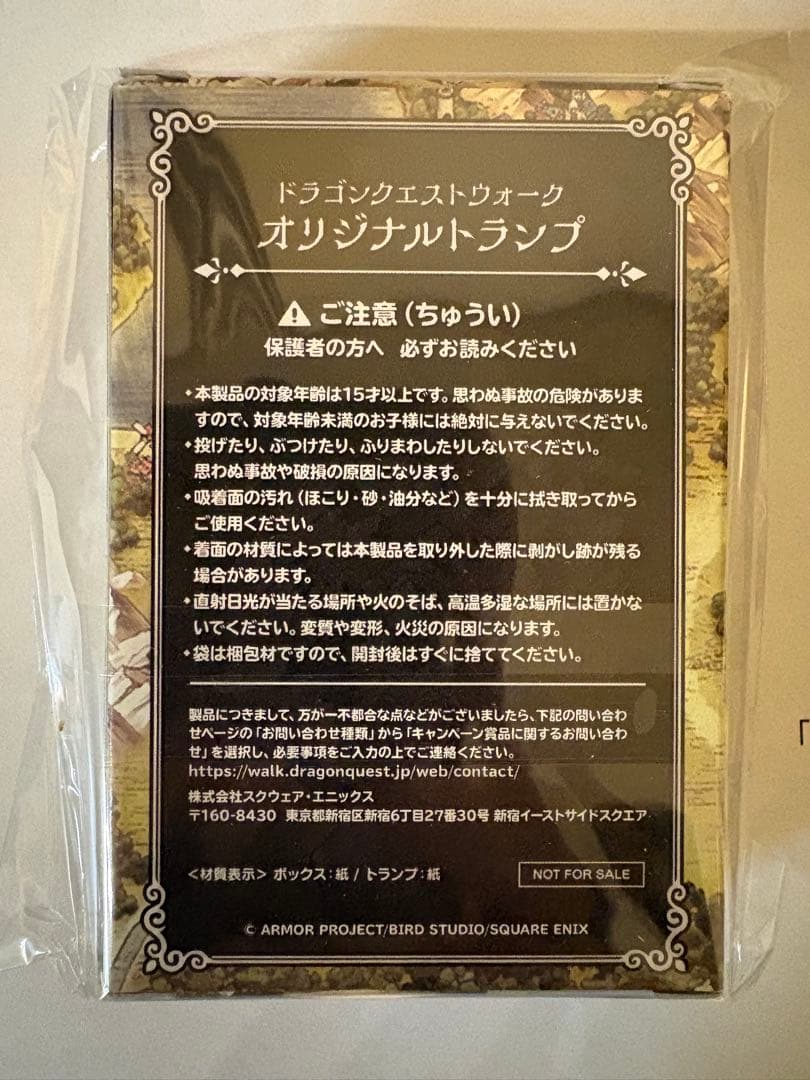 ドラゴンクエストウォーク
オリジナルトランプ
ご注意(ちゅうい)
保護者の方へ 必ずお読みください
・本製品の対象年齢は15才以上です。思わぬ事故の危険がありま
すので、対象年齢未満のお子様には絶対に与えないでください。
・投げたり、ぶつけたり、ふりまわしたりしないでください。
思わぬ事故や破損の原因になります。
・吸着面の汚れ(ほこり・砂・油分など)を十分に拭き取ってから
ご使用ください。
・着面の材質によっては本製品を取り外した際に剥がし跡が残る
場合があります。
・直射日光が当たる場所や火のそば、高温多湿な場所には置かな
いでください。変質や変形、火災の原因になります。
・袋は梱包材ですので、開封後はすぐに捨ててください。
製品につきまして、万が一不都合な点などがございましたら、下記の問い合わ
せページの「お問い合わせ種類」から「キャンペーン賞品に関するお問い合わ
せ」を選択し、必要事項をご入力の上でご連絡ください。
https://walk.dragonquest.jp/web/contact/
株式会社スクウェア・エニックス
〒160-8430 東京都新宿区新宿6丁目27番30号 新宿イーストサイドスクエア
<材質表示> ボックス:紙 / トランプ:紙
NOT FOR SALE
© ARMOR PROJECT/BIRD STUDIO/SQUARE ENIX
「